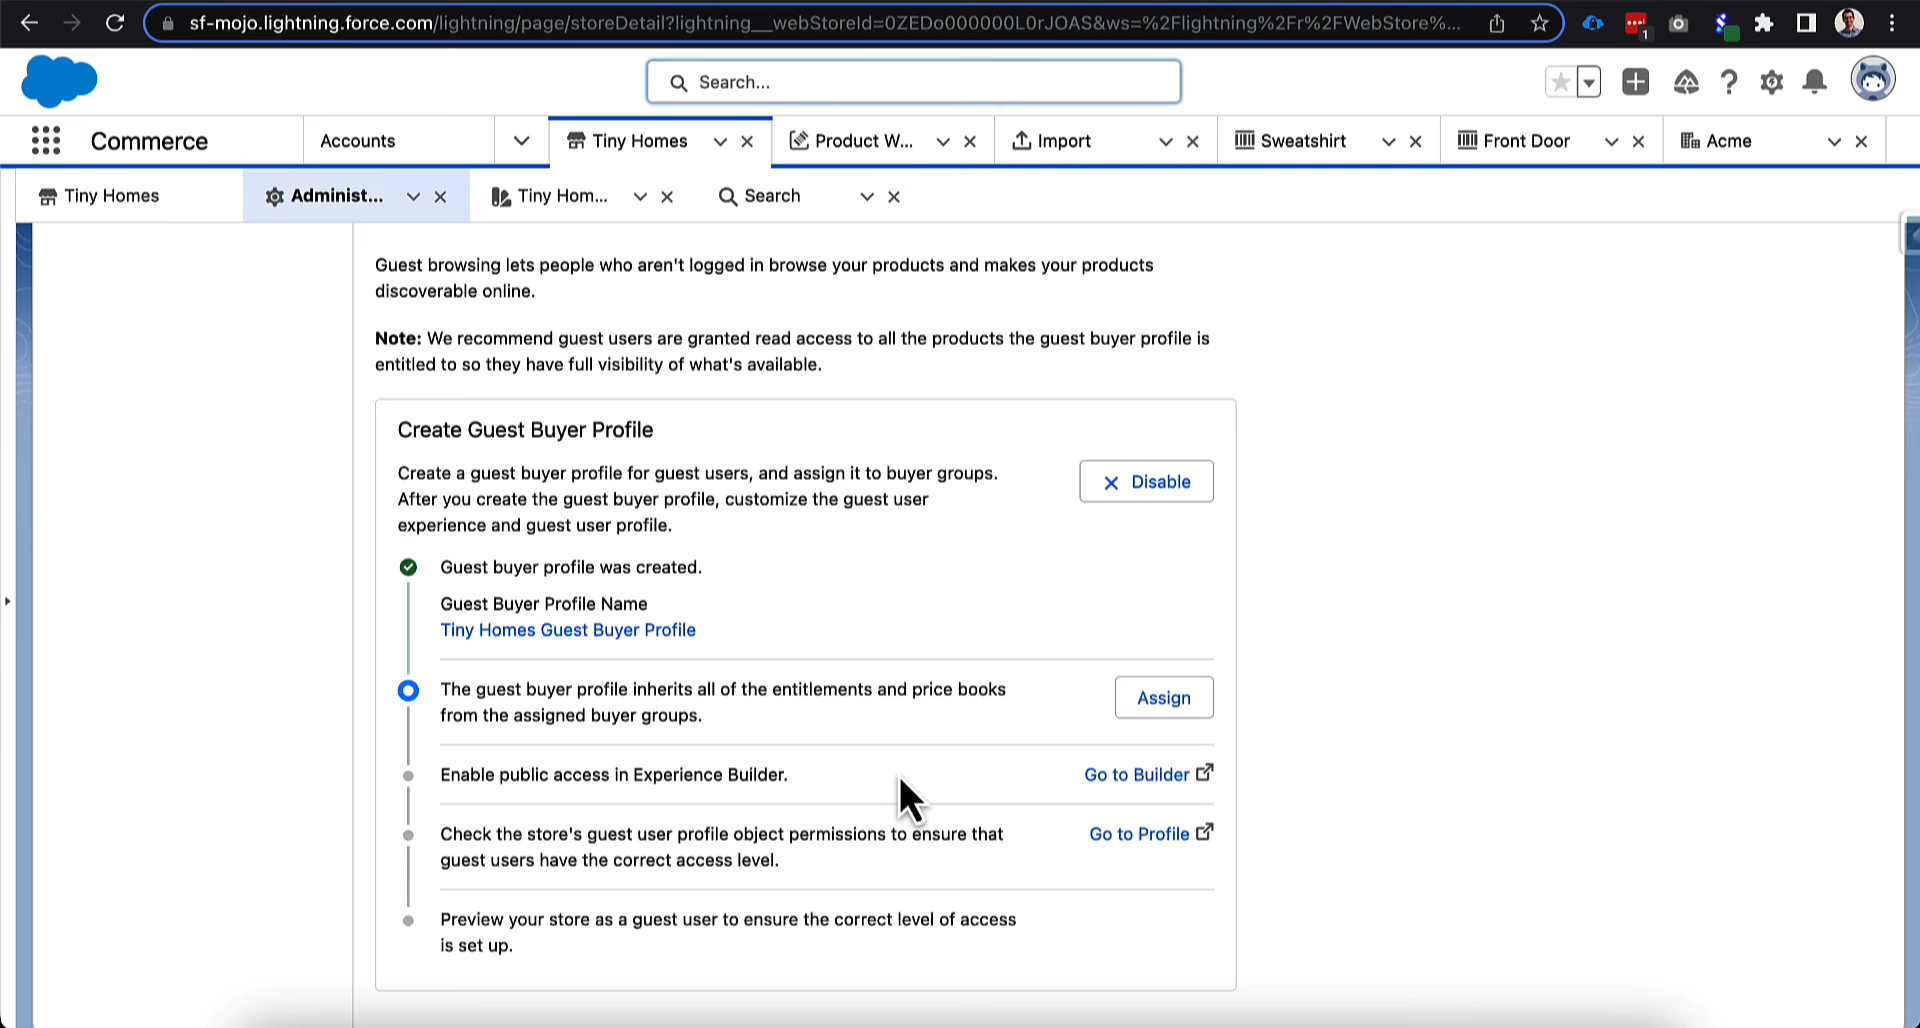 sf-mojo.lightning.force.com/lightning/page/storeDetail?lightning__webStoreId=0ZEDo000000L0rJOAS&ws=%2Flightning%2Fr%2FWebStore%...
1
Search...
Commerce
Accounts
Tiny Homes
Product W...
Import
Sweatshirt
Front Door
Acme
Tiny Homes
Administ...
Tiny Hom...
Search
Guest browsing lets people who aren't logged in browse your products and makes your products
discoverable online.
Note: We recommend guest users are granted read access to all the products the guest buyer profile is
entitled to so they have full visibility of what's available.
Create Guest Buyer Profile
Create a guest buyer profile for guest users, and assign it to buyer groups.
After you create the guest buyer profile, customize the guest user
experience and guest user profile.
Disable
Guest buyer profile was created.
Guest Buyer Profile Name
Tiny Homes Guest Buyer Profile
The guest buyer profile inherits all of the entitlements and price books
from the assigned buyer groups.
Assign
Enable public access in Experience Builder.
Go to Builder
Check the store's guest user profile object permissions to ensure that
guest users have the correct access level.
Go to Profile
Preview your store as a guest user to ensure the correct level of access
is set up.